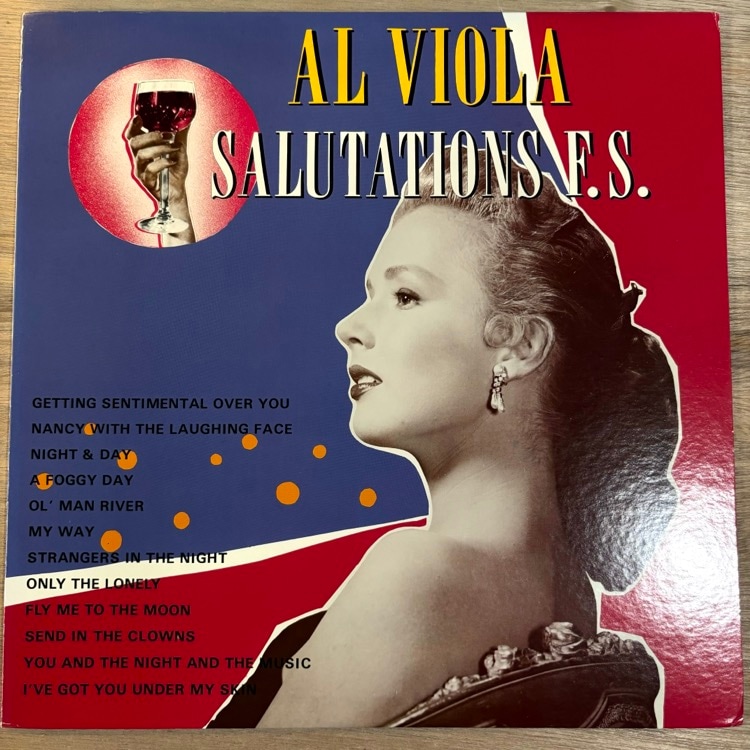 AL VIOLA
SALUTATIONS F.S.
GETTING SENTIMENTAL OVER YOU
NANCY WITH THE LAUGHING FACE
NIGHT & DAY
A FOGGY DAY
OL' MAN RIVER
MY WAY
STRANGERS IN THE NIGHT
ONLY THE LONELY
FLY ME TO THE MOON
SEND IN THE CLOWNS
YOU AND THE NIGHT AND THE MUSIC
I'VE GOT YOU UNDER MY SKIN